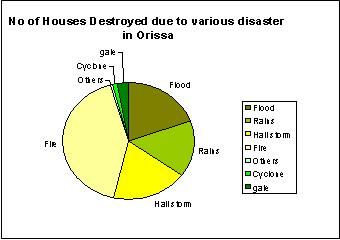 No of Houses Destroyed due to various disaster
in Orissa
gale
Cyclone
Others
Flood
Fire
Rains
Hailstorm
Flood
Rains
Hailstorm
Fire
Others
Cyclone
gale